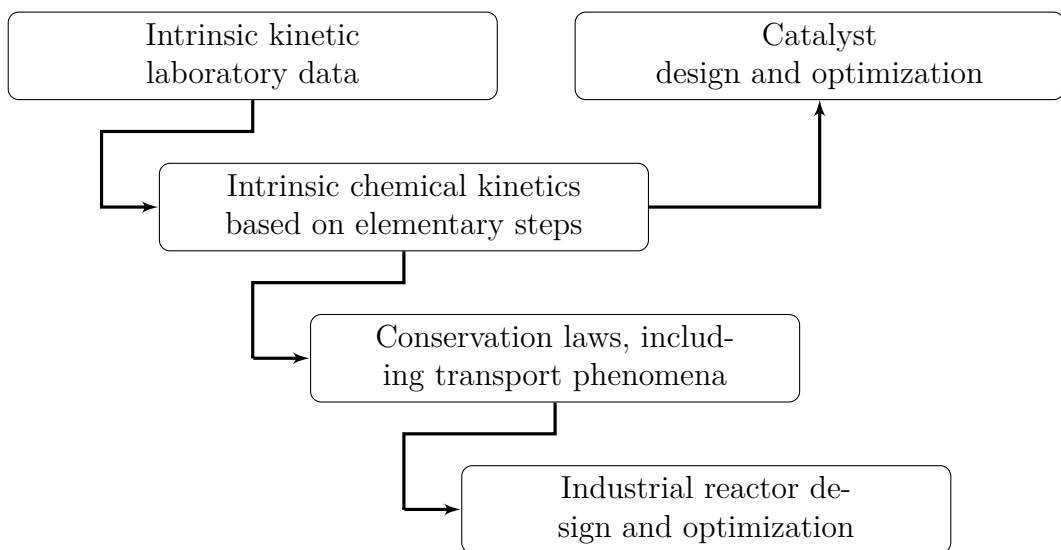 Intrinsic kinetic
laboratory data
Catalyst
design and optimization
Intrinsic chemical kinetics
based on elementary steps
Conservation laws, includ-
ing transport phenomena
Industrial reactor de-
sign and optimization